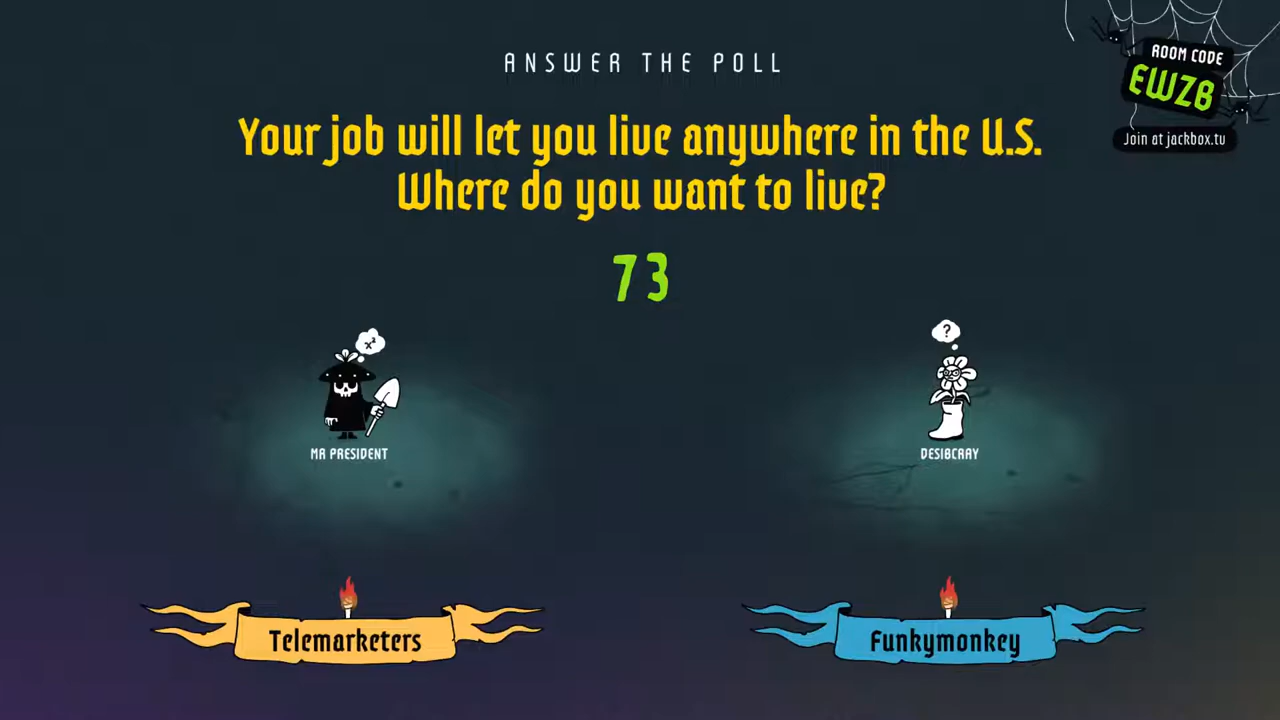 ANSWER THE POLL
ROOM CODE
EWZB
Join at jackbox.tv
Your job will let you live anywhere in the U.S.
Where do you want to live?
73
?
MR PRESIDENT
DESIBCRAY
Telemarketers
Funkymonkey